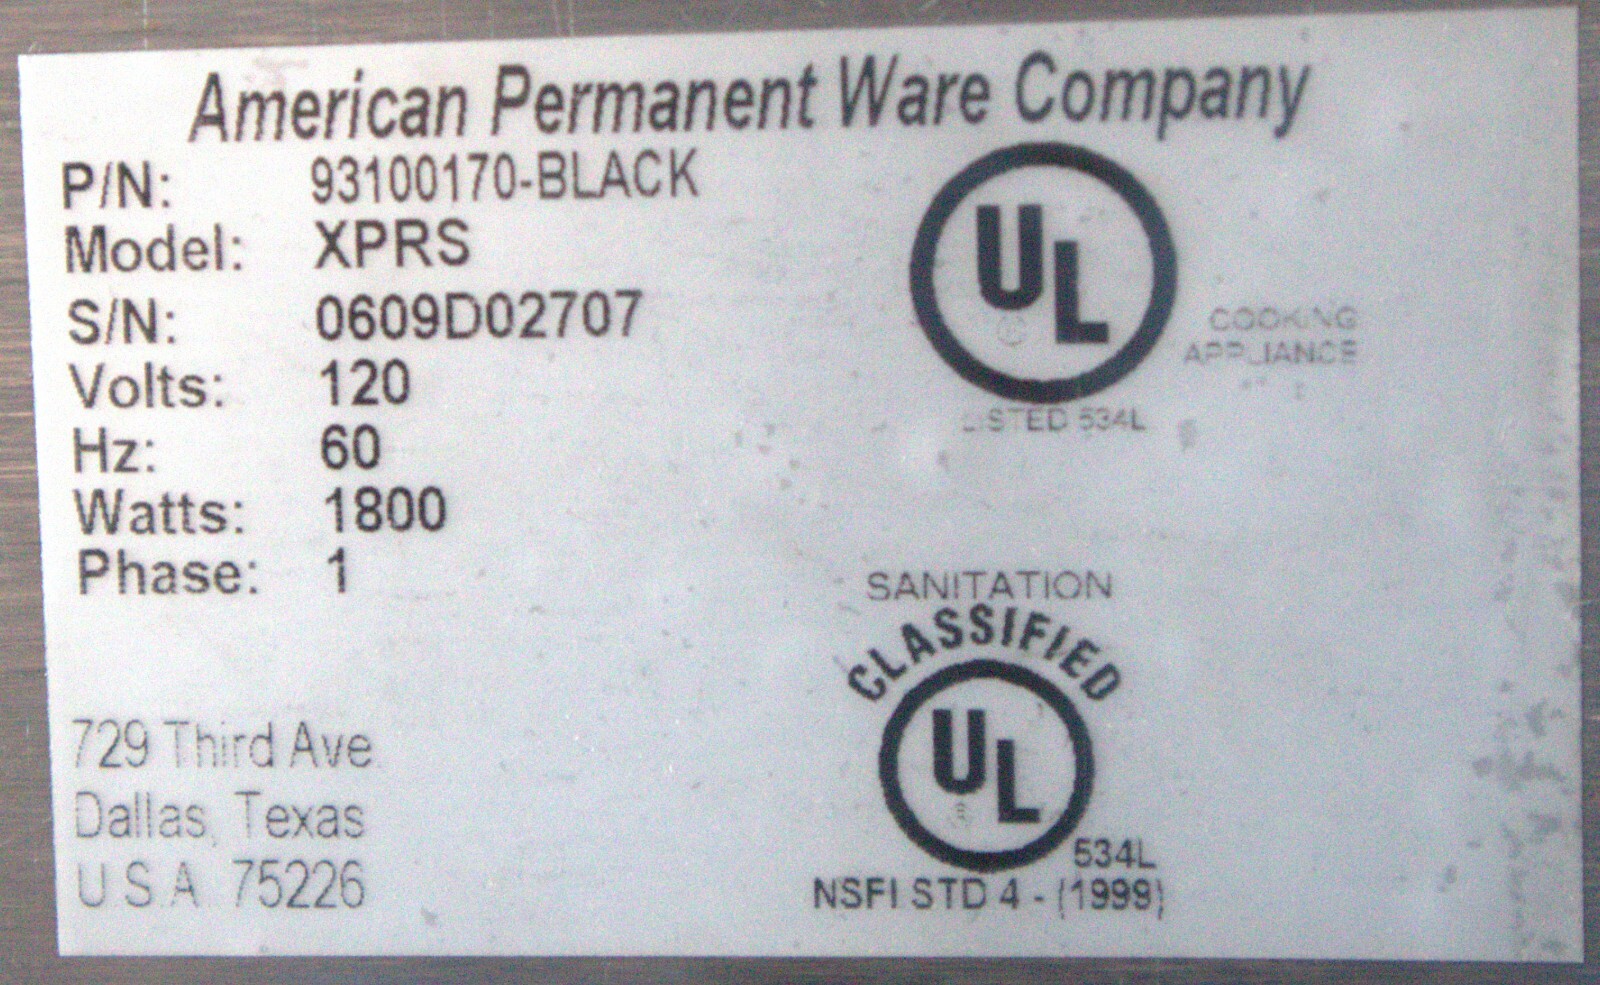 American Permanent Ware Company
P/N: 93100170-BLACK
Model: XPRS
S/N: 0609D02707
Volts: 120
Hz: 60
Watts: 1800
Phase: 1
729 Third Ave.
Dallas, Texas
U.S.A. 75226
UL
COOKING
APPLIANCE
LISTED 534L
SANITATION
CLASSIFIED
UL
534L
NSFI STD 4 - (1999)